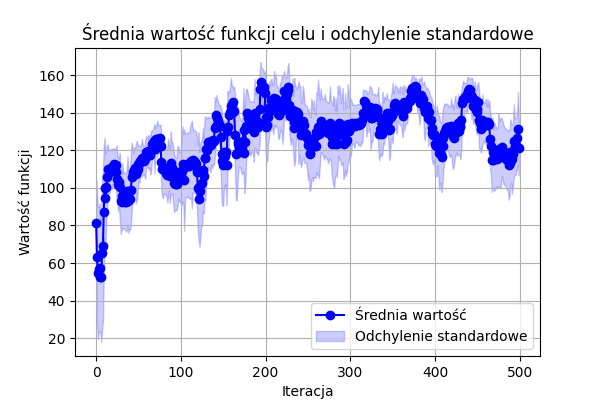 Średnia wartość funkcji celu i odchylenie standardowe
Wartość funkcji
160
140
120
100
80
60
40
20
Średnia wartość
Odchylenie standardowe
0
100
200
300
400
500
Iteracja